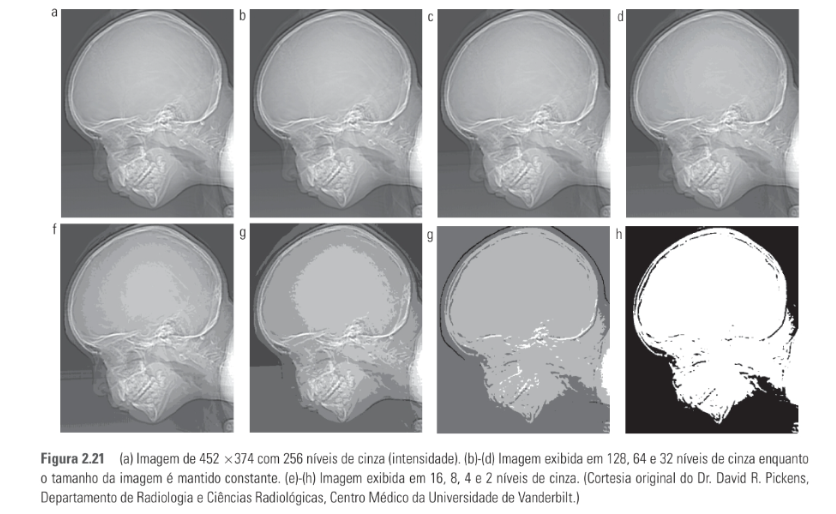 a
b
c
d
f
g
g
h
Figura 2.21 (a) Imagem de 452 ×374 com 256 níveis de cinza (intensidade). (b)-(d) Imagem exibida em 128, 64 e 32 níveis de cinza enquanto
o tamanho da imagem é mantido constante. (e)-(h) Imagem exibida em 16, 8, 4 e 2 níveis de cinza. (Cortesia original do Dr. David R. Pickens,
Departamento de Radiologia e Ciências Radiológicas, Centro Médico da Universidade de Vanderbilt.)